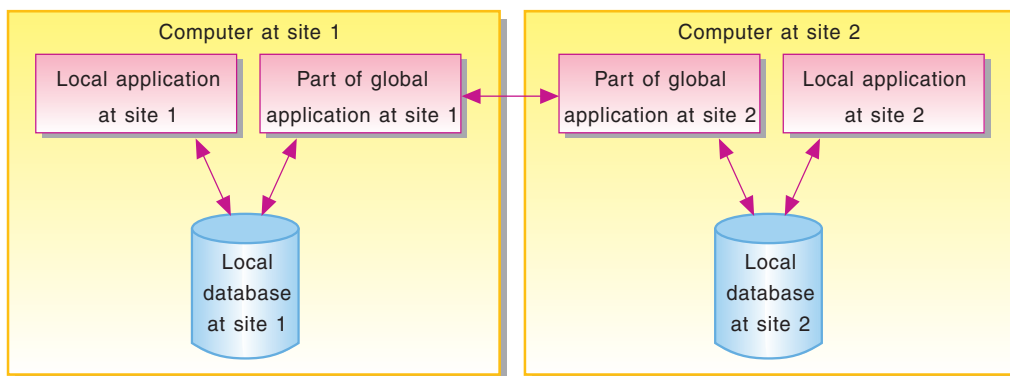 Computer at site 1
Local application
at site 1
Part of global
application at site 1
Local
database
at site 1
Computer at site 2
Part of global
application at site 2
Local application
at site 2
Local
database
at site 2